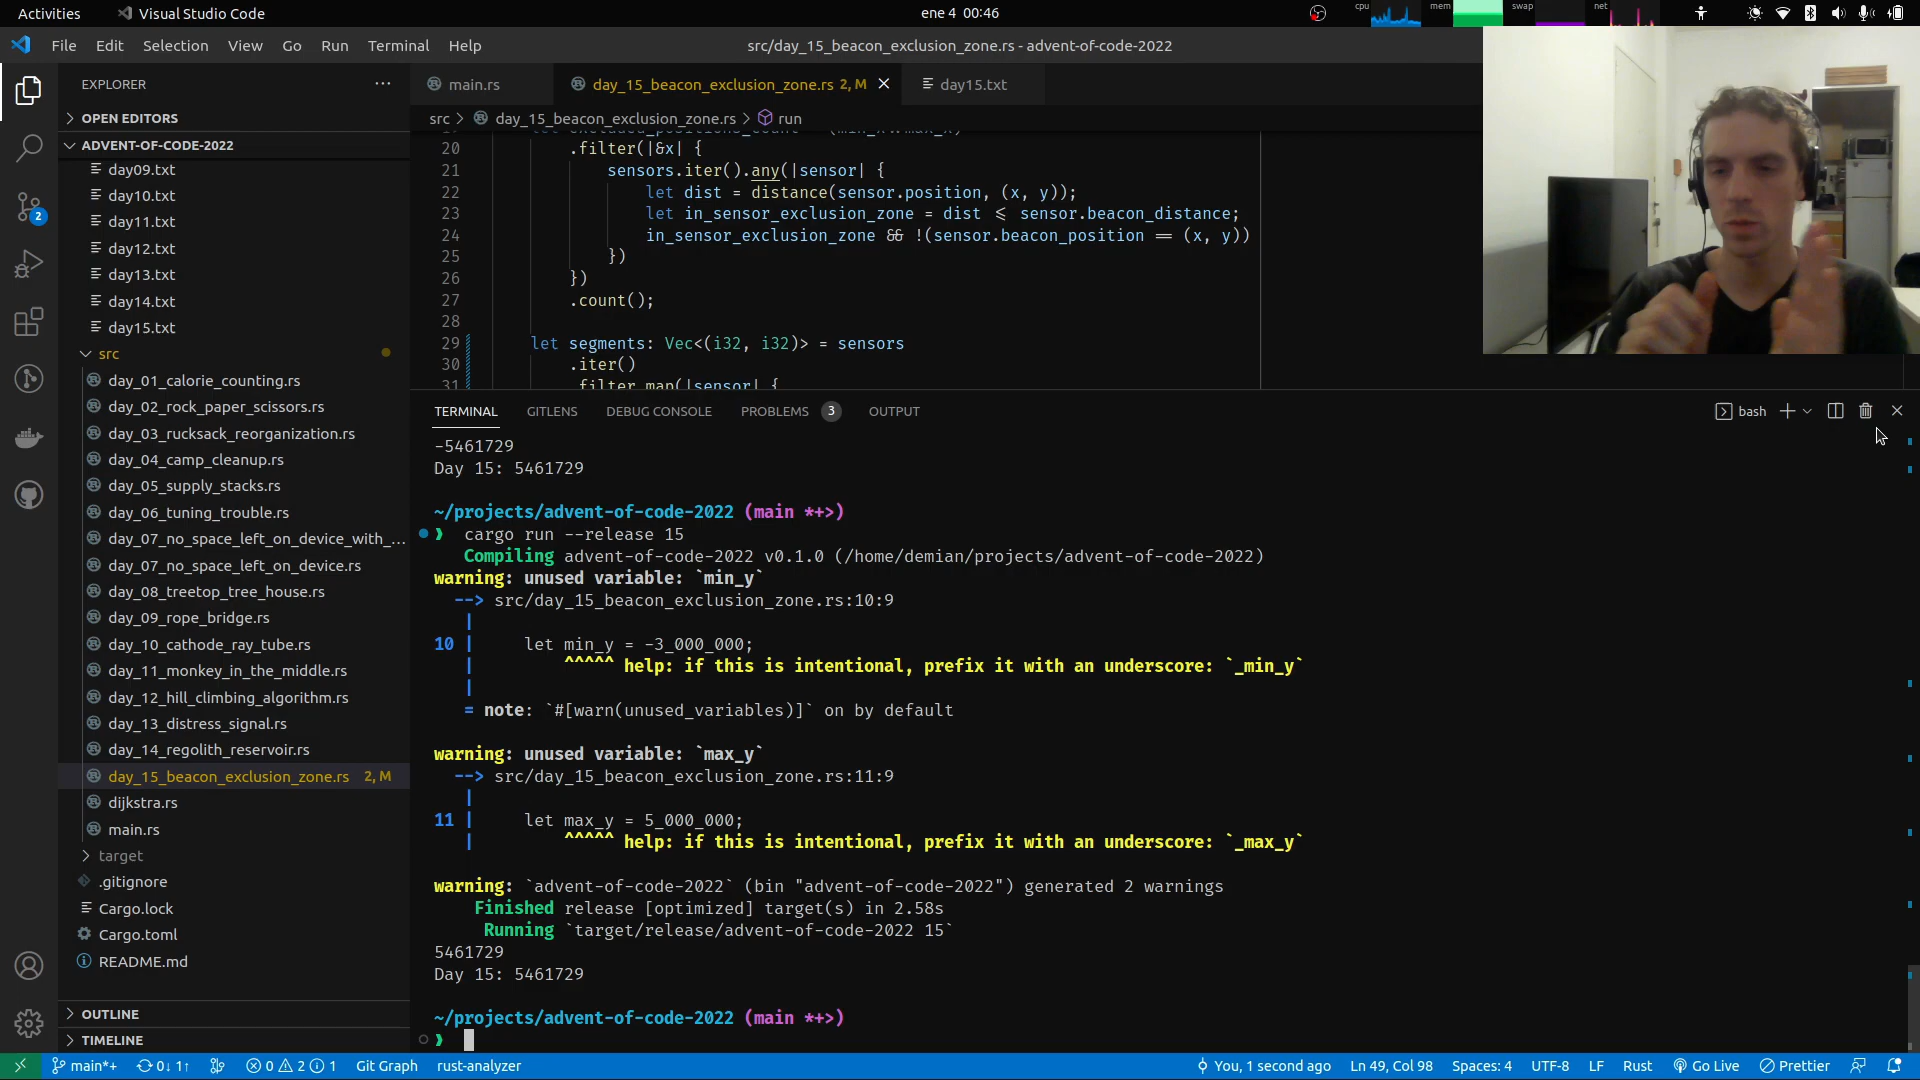 Activities
Visual Studio Code
ene 4 00:46
cpu
mem
swap
net
File Edit Selection View Go Run Terminal Help
src/day_15_beacon_exclusion_zone.rs - advent-of-code-2022
EXPLORER
OPEN EDITORS
ADVENT-OF-CODE-2022
day09.txt
day10.txt
day11.txt
day12.txt
day13.txt
day14.txt
day15.txt
src
day_01_calorie_counting.rs
day_02_rock_paper_scissors.rs
day_03_rucksack_reorganization.rs
day_04_camp_cleanup.rs
day_05_supply_stacks.rs
day_06_tuning_trouble.rs
day_07_no_space_left_on_device_with_...
day_07_no_space_left_on_device.rs
day_08_treetop_tree_house.rs
day_09_rope_bridge.rs
day_10_cathode_ray_tube.rs
day_11_monkey_in_the_middle.rs
day_12_hill_climbing_algorithm.rs
day_13_distress_signal.rs
day_14_regolith_reservoir.rs
day_15_beacon_exclusion_zone.rs 2, M
dijkstra.rs
main.rs
target
.gitignore
Cargo.lock
Cargo.toml
README.md
OUTLINE
TIMELINE
2
main.rs
day_15_beacon_exclusion_zone.rs 2, M
day15.txt
src > day_15_beacon_exclusion_zone.rs > run
20 .filter(|&x| {
21 sensors.iter().any(|sensor| {
22 let dist = distance(sensor.position, (x, y));
23 let in_sensor_exclusion_zone = dist <= sensor.beacon_distance;
24 in_sensor_exclusion_zone && !(sensor.beacon_position == (x, y))
25 })
26 })
27 .count();
28
29 let segments: Vec<(i32, i32)> = sensors
30 .iter()
31 .filter_map(|sensor| {
TERMINAL GITLENS DEBUG CONSOLE PROBLEMS 3 OUTPUT
bash
-5461729
Day 15: 5461729
~/projects/advent-of-code-2022 (main *+>)
❯ cargo run --release 15
Compiling advent-of-code-2022 v0.1.0 (/home/demian/projects/advent-of-code-2022)
warning: unused variable: `min_y`
--> src/day_15_beacon_exclusion_zone.rs:10:9
|
10 | let min_y = -3_000_000;
| ^^^^^ help: if this is intentional, prefix it with an underscore: `_min_y`
|
= note: `#[warn(unused_variables)]` on by default
warning: unused variable: `max_y`
--> src/day_15_beacon_exclusion_zone.rs:11:9
|
11 | let max_y = 5_000_000;
| ^^^^^ help: if this is intentional, prefix it with an underscore: `_max_y`
warning: `advent-of-code-2022` (bin "advent-of-code-2022") generated 2 warnings
Finished release [optimized] target(s) in 2.58s
Running `target/release/advent-of-code-2022 15`
5461729
Day 15: 5461729
~/projects/advent-of-code-2022 (main *+>)
❯
main*+ 0↓ 1↑ 0 2 1 Git Graph rust-analyzer
You, 1 second ago Ln 49, Col 98 Spaces: 4 UTF-8 LF Rust Go Live Prettier